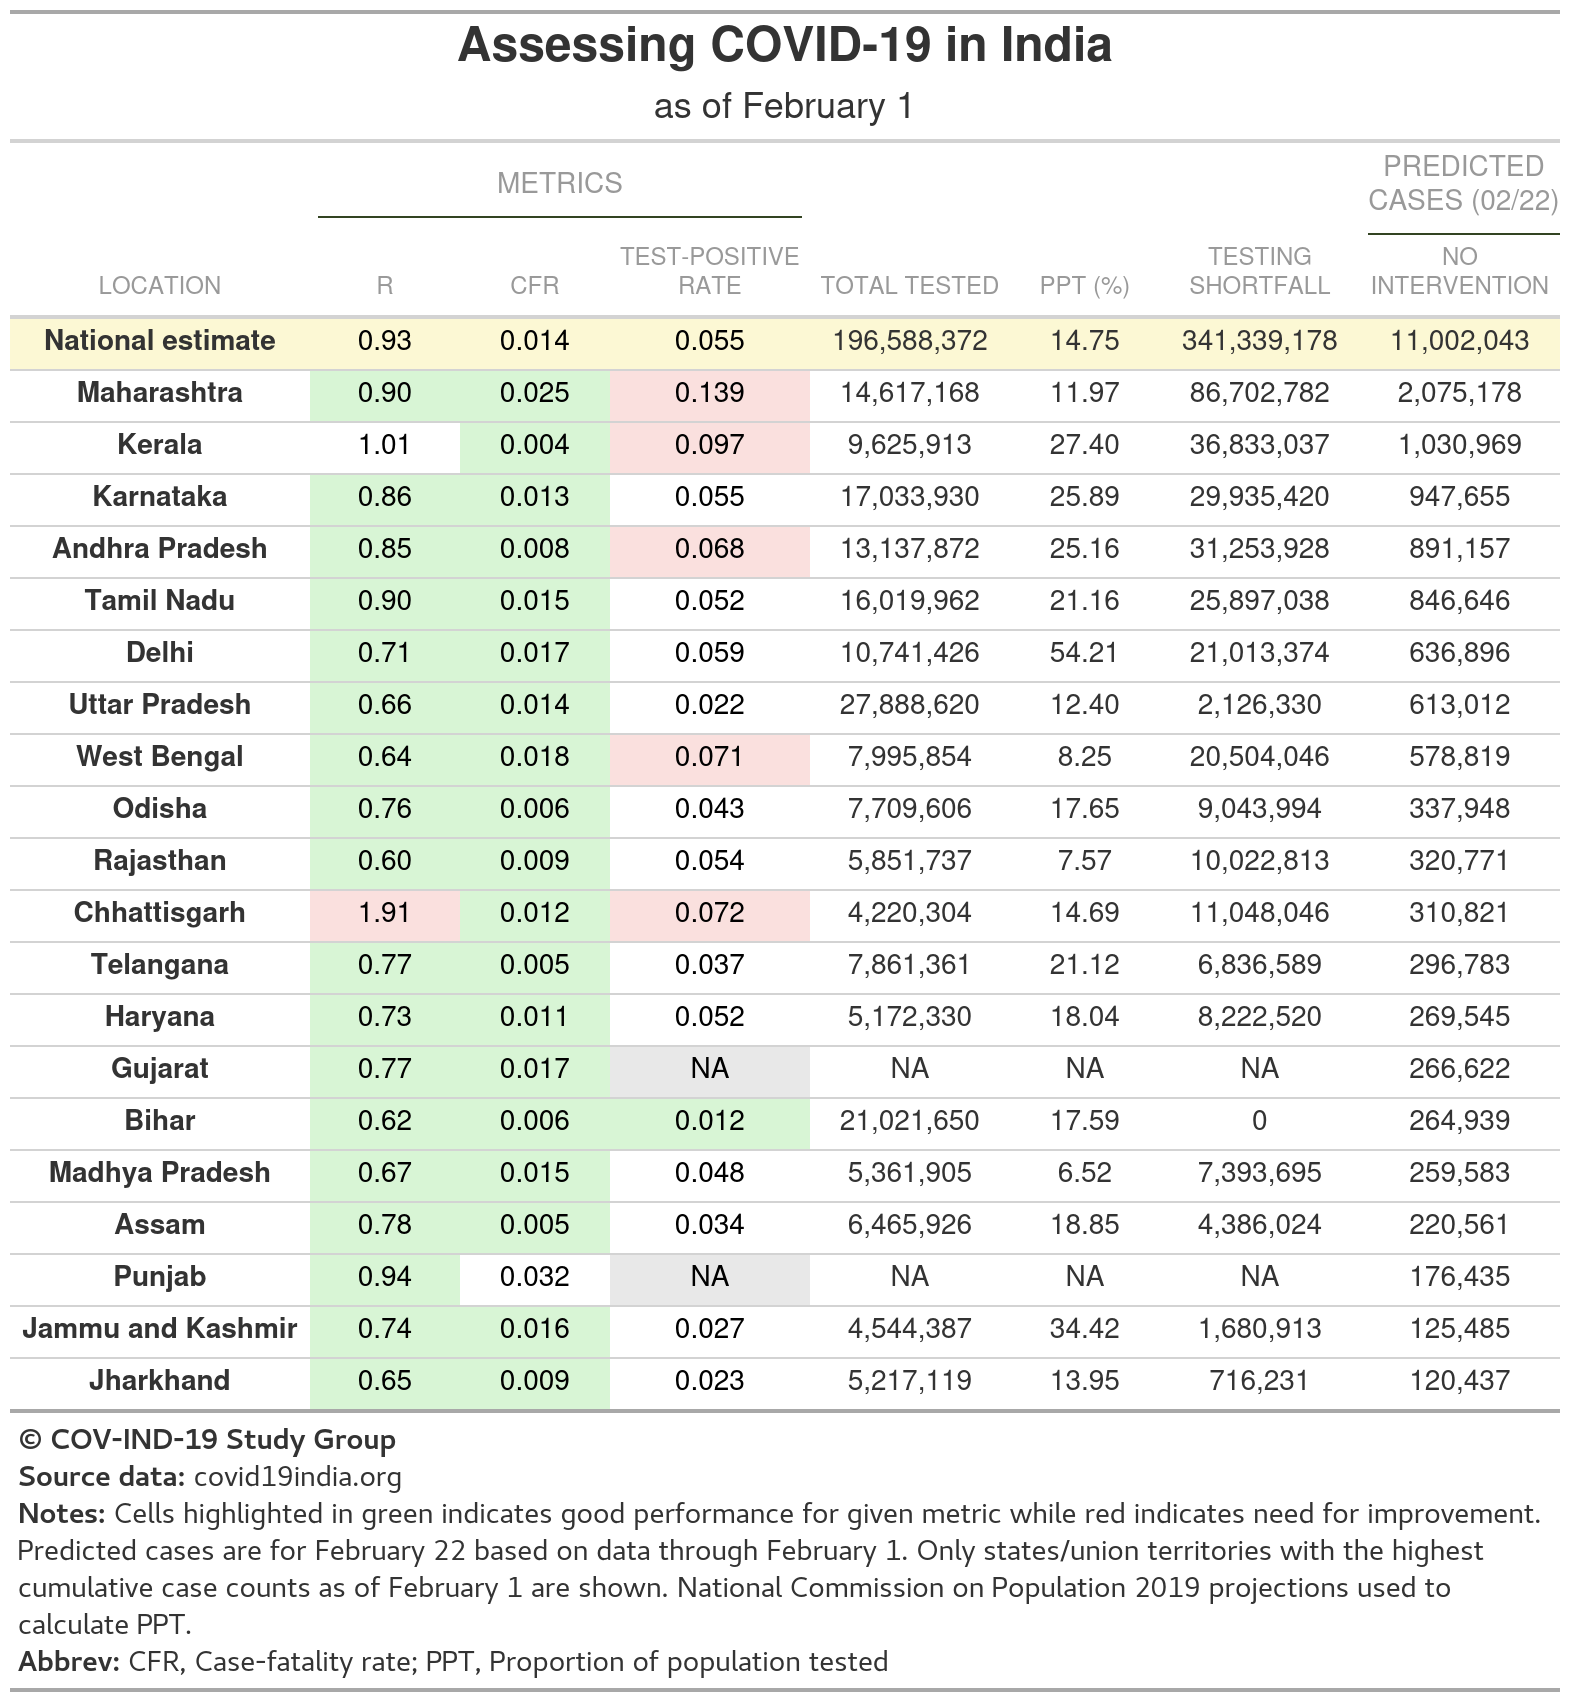 Assessing COVID-19 in India
as of February 1
METRICS
PREDICTED
CASES (02/22)
LOCATION R CFR TEST-POSITIVE RATE TOTAL TESTED PPT (%) TESTING SHORTFALL NO INTERVENTION
National estimate 0.93 0.014 0.055 196,588,372 14.75 341,339,178 11,002,043
Maharashtra 0.90 0.025 0.139 14,617,168 11.97 86,702,782 2,075,178
Kerala 1.01 0.004 0.097 9,625,913 27.40 36,833,037 1,030,969
Karnataka 0.86 0.013 0.055 17,033,930 25.89 29,935,420 947,655
Andhra Pradesh 0.85 0.008 0.068 13,137,872 25.16 31,253,928 891,157
Tamil Nadu 0.90 0.015 0.052 16,019,962 21.16 25,897,038 846,646
Delhi 0.71 0.017 0.059 10,741,426 54.21 21,013,374 636,896
Uttar Pradesh 0.66 0.014 0.022 27,888,620 12.40 2,126,330 613,012
West Bengal 0.64 0.018 0.071 7,995,854 8.25 20,504,046 578,819
Odisha 0.76 0.006 0.043 7,709,606 17.65 9,043,994 337,948
Rajasthan 0.60 0.009 0.054 5,851,737 7.57 10,022,813 320,771
Chhattisgarh 1.91 0.012 0.072 4,220,304 14.69 11,048,046 310,821
Telangana 0.77 0.005 0.037 7,861,361 21.12 6,836,589 296,783
Haryana 0.73 0.011 0.052 5,172,330 18.04 8,222,520 269,545
Gujarat 0.77 0.017 NA NA NA NA 266,622
Bihar 0.62 0.006 0.012 21,021,650 17.59 0 264,939
Madhya Pradesh 0.67 0.015 0.048 5,361,905 6.52 7,393,695 259,583
Assam 0.78 0.005 0.034 6,465,926 18.85 4,386,024 220,561
Punjab 0.94 0.032 NA NA NA NA 176,435
Jammu and Kashmir 0.74 0.016 0.027 4,544,387 34.42 1,680,913 125,485
Jharkhand 0.65 0.009 0.023 5,217,119 13.95 716,231 120,437
© COV-IND-19 Study Group
Source data: covid19india.org
Notes: Cells highlighted in green indicates good performance for given metric while red indicates need for improvement.
Predicted cases are for February 22 based on data through February 1. Only states/union territories with the highest
cumulative case counts as of February 1 are shown. National Commission on Population 2019 projections used to
calculate PPT.
Abbrev: CFR, Case-fatality rate; PPT, Proportion of population tested